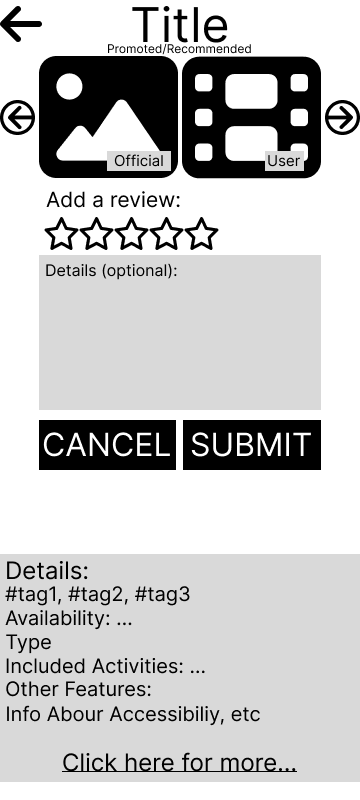 Title
Promoted/Recommended
Official
User
Add a review:
Details (optional):
CANCEL
SUBMIT
Details:
#tag1, #tag2, #tag3
Availability: ...
Type
Included Activities: ...
Other Features:
Info Abour Accessibiliy, etc
Click here for more...